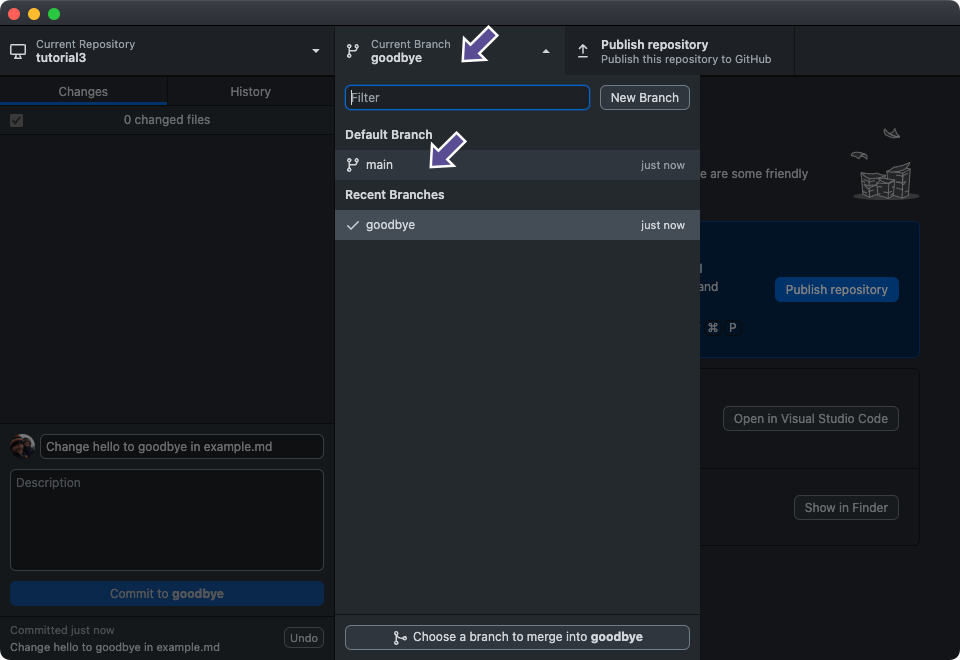 Current Repository
tutorial3
Current Branch
goodbye
Publish repository
Publish this repository to GitHub
Changes
History
0 changed files
Filter
New Branch
Default Branch
main
just now
Recent Branches
goodbye
just now
e are some friendly
and
Publish repository
⌘ P
Open in Visual Studio Code
Show in Finder
Change hello to goodbye in example.md
Description
Commit to goodbye
Committed just now
Change hello to goodbye in example.md
Undo
Choose a branch to merge into goodbye